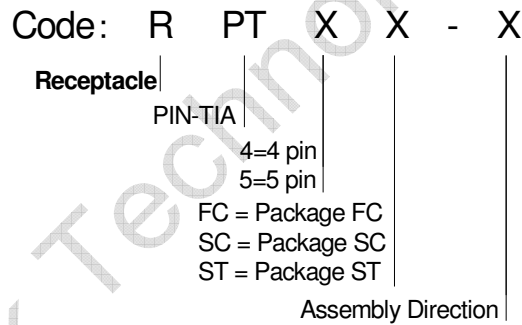 Code: R PT X X - X
Receptacle
PIN-TIA
4=4 pin
5=5 pin
FC = Package FC
SC = Package SC
ST = Package ST
Assembly Direction